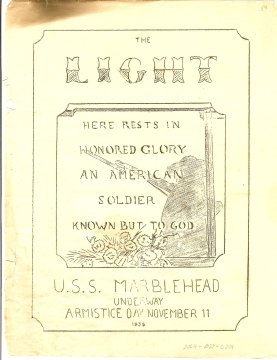 THE
LIGHT
HERE RESTS IN
HONORED GLORY
AN AMERICAN
SOLDIER
KNOWN BUT TO GOD
U.S.S. MARBLEHEAD
UNDERWAY
ARMISTICE DAY NOVEMBER 11